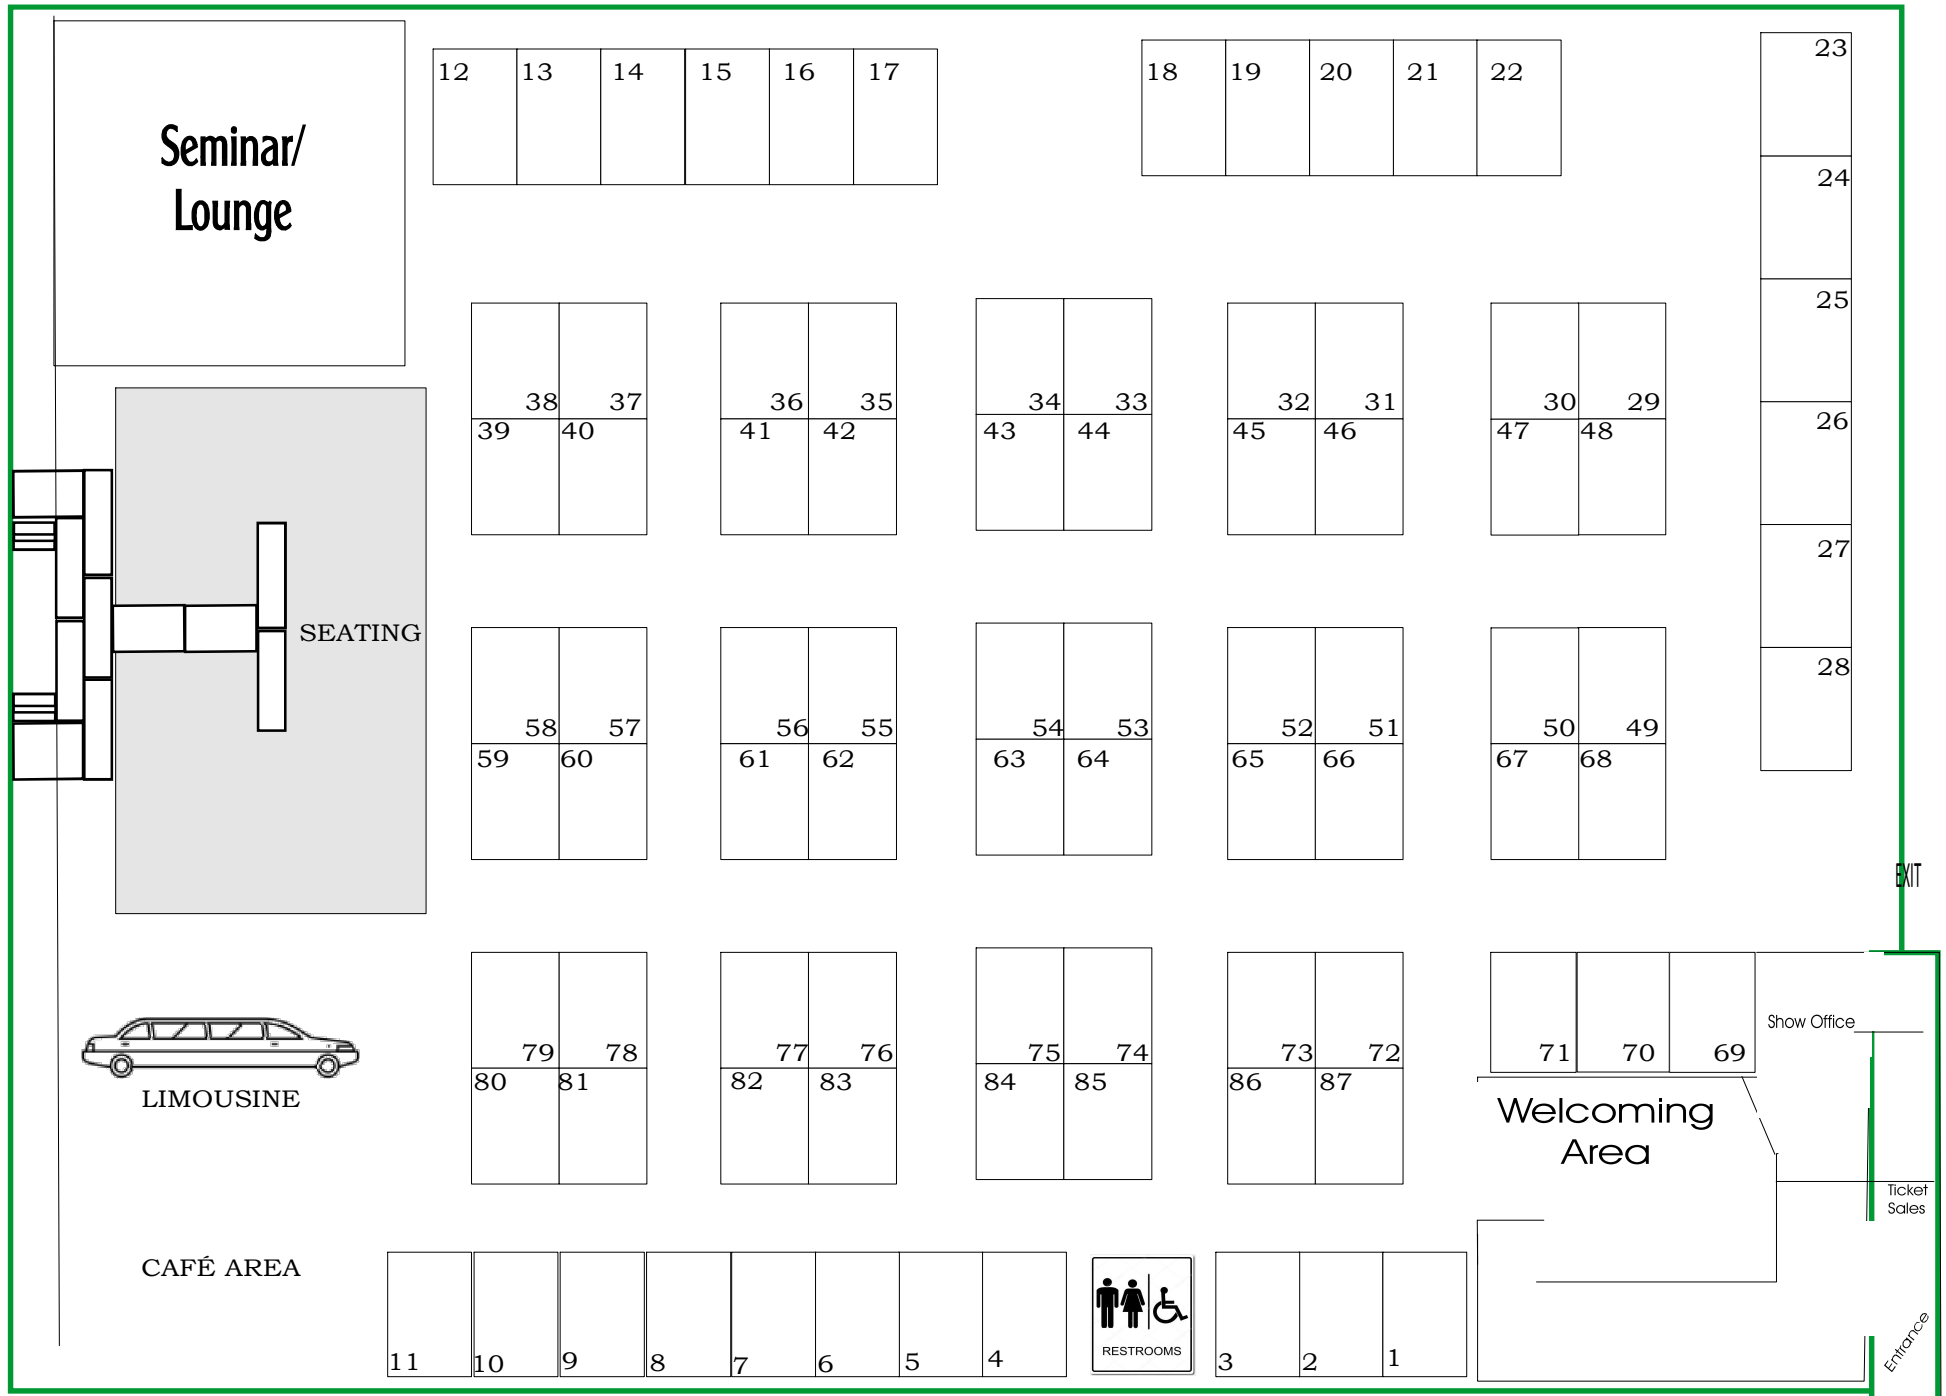 12 13 14 15 16 17 18 19 20 21 22 23
Seminar/
Lounge
24
25
38 37 36 35 34 33 32 31 30 29
39 40 41 42 43 44 45 46 47 48
26
27
SEATING
28
58 57 56 55 54 53 52 51 50 49
59 60 61 62 63 64 65 66 67 68
EXIT
79 78 77 76 75 74 73 72 71 70 69
Show Office
80 81 82 83 84 85 86 87
LIMOUSINE
Welcoming
Area
Ticket
Sales
CAFÉ AREA
11 10 9 8 7 6 5 4
RESTROOMS
3 2 1
Entrance